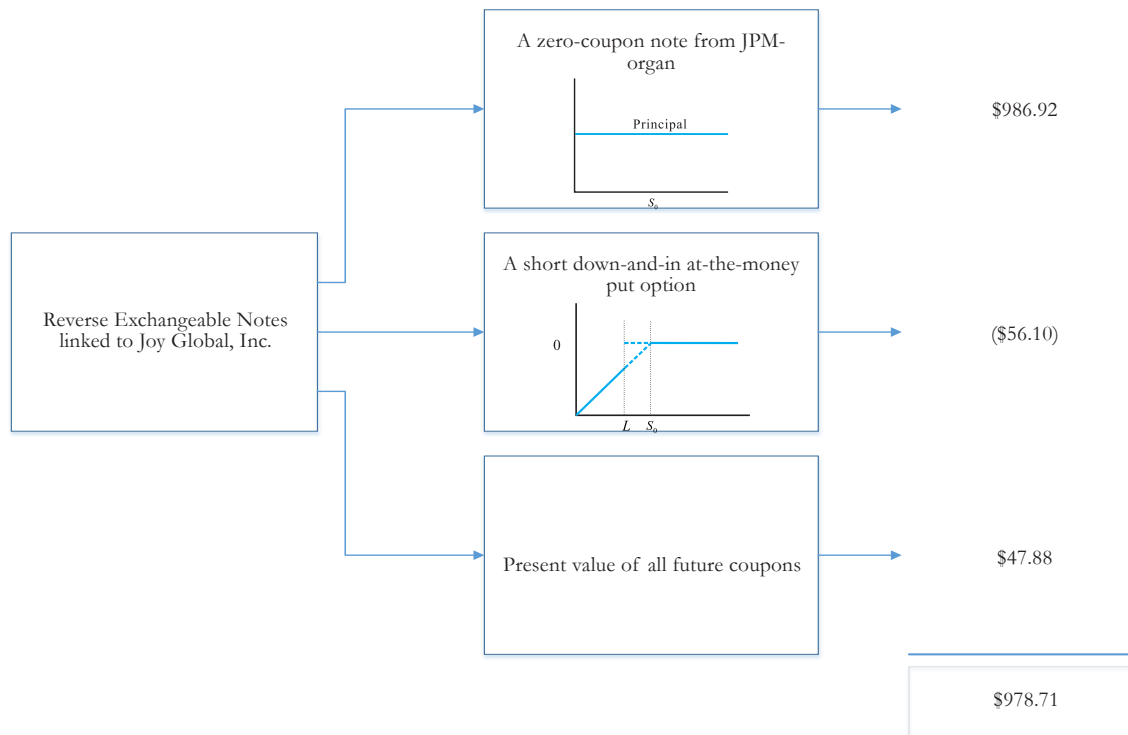 A zero-coupon note from JPM-
organ
Principal
S₀
$986.92
Reverse Exchangeable Notes
linked to Joy Global, Inc.
A short down-and-in at-the-money
put option
0
L S₀
($56.10)
Present value of all future coupons
$47.88
$978.71